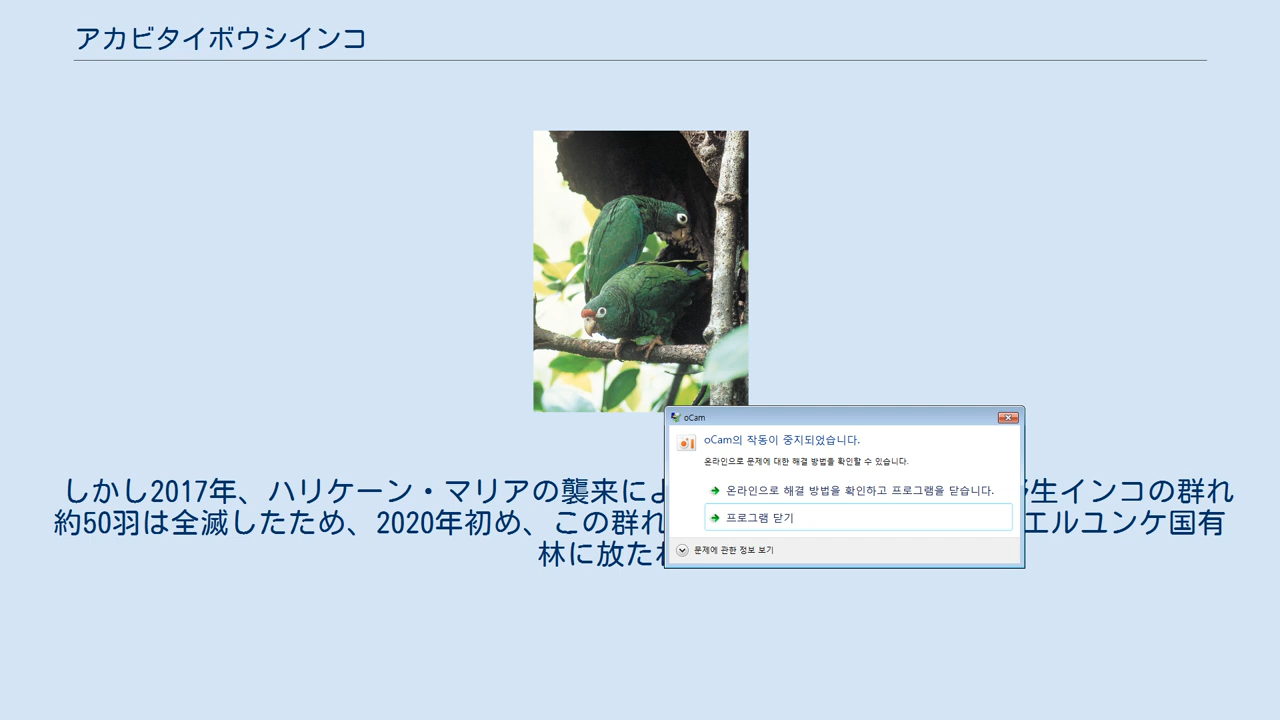 アカビタイボウシインコ
oCam
oCam의 작동이 중지되었습니다.
온라인으로 문제에 대한 해결 방법을 확인할 수 있습니다.
온라인으로 해결 방법을 확인하고 프로그램을 닫습니다.
프로그램 닫기
문제에 관한 정보 보기
しかし2017年、ハリケーン・マリアの襲来によ 生インコの群れ
約50羽は全滅したため、2020年初め、この群れ エルユンケ国有
林に放た